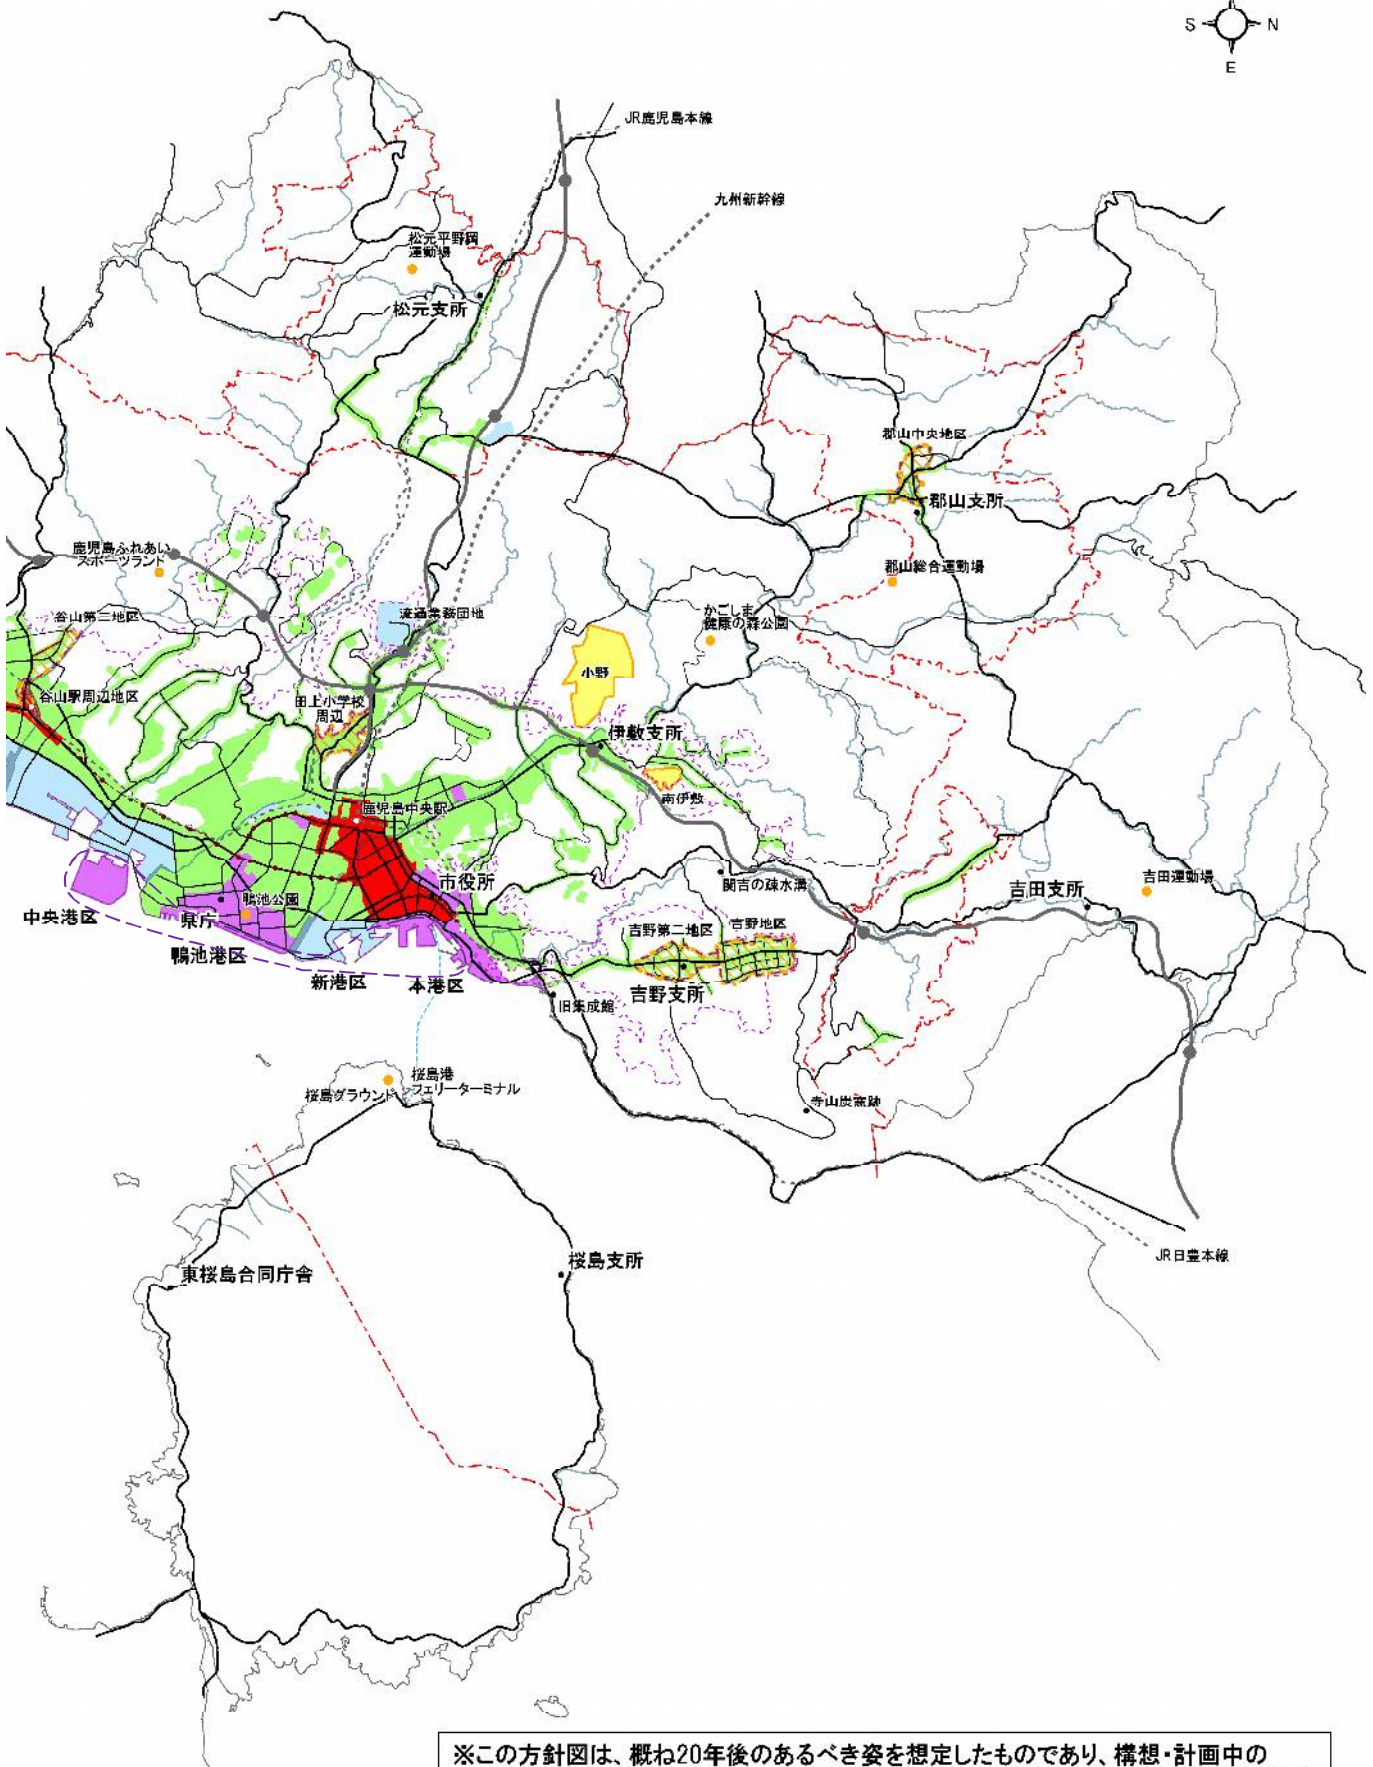 S N
E
JR鹿児島本線
九州新幹線
松元平野岡
運動場
松元支所
郡山中央地区
郡山支所
鹿児島ふれあい
スポーツランド
郡山総合運動場
谷山第三地区
流通業務団地
かごしま
健康の森公園
小野
谷山駅周辺地区
田上小学校
周辺
伊敷支所
南伊敷
鹿児島中央駅
市役所
関吉の疎水溝
吉田支所
吉田運動場
中央港区
県庁
鴨池公園
鴨池港区
吉野第二地区
吉野地区
新港区
本港区
吉野支所
旧集成館
桜島港
フェリーターミナル
桜島グラウンド
寺山炭窯跡
JR日豊本線
桜島支所
東桜島合同庁舎
※この方針図は、概ね20年後のあるべき姿を想定したものであり、構想・計画中の